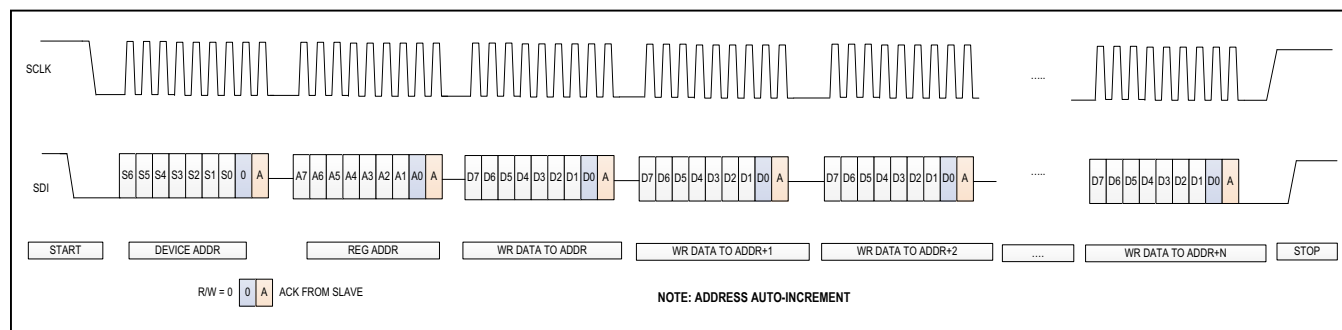 SCLK
.....
SDI
S6 S5 S4 S3 S2 S1 S0 0 A
A7 A6 A5 A4 A3 A2 A1 A0 A
D7 D6 D5 D4 D3 D2 D1 D0 A
D7 D6 D5 D4 D3 D2 D1 D0 A
D7 D6 D5 D4 D3 D2 D1 D0 A
.....
D7 D6 D5 D4 D3 D2 D1 D0 A
START
DEVICE ADDR
REG ADDR
WR DATA TO ADDR
WR DATA TO ADDR+1
WR DATA TO ADDR+2
....
WR DATA TO ADDR+N
STOP
R/W = 0 0 A ACK FROM SLAVE
NOTE: ADDRESS AUTO-INCREMENT